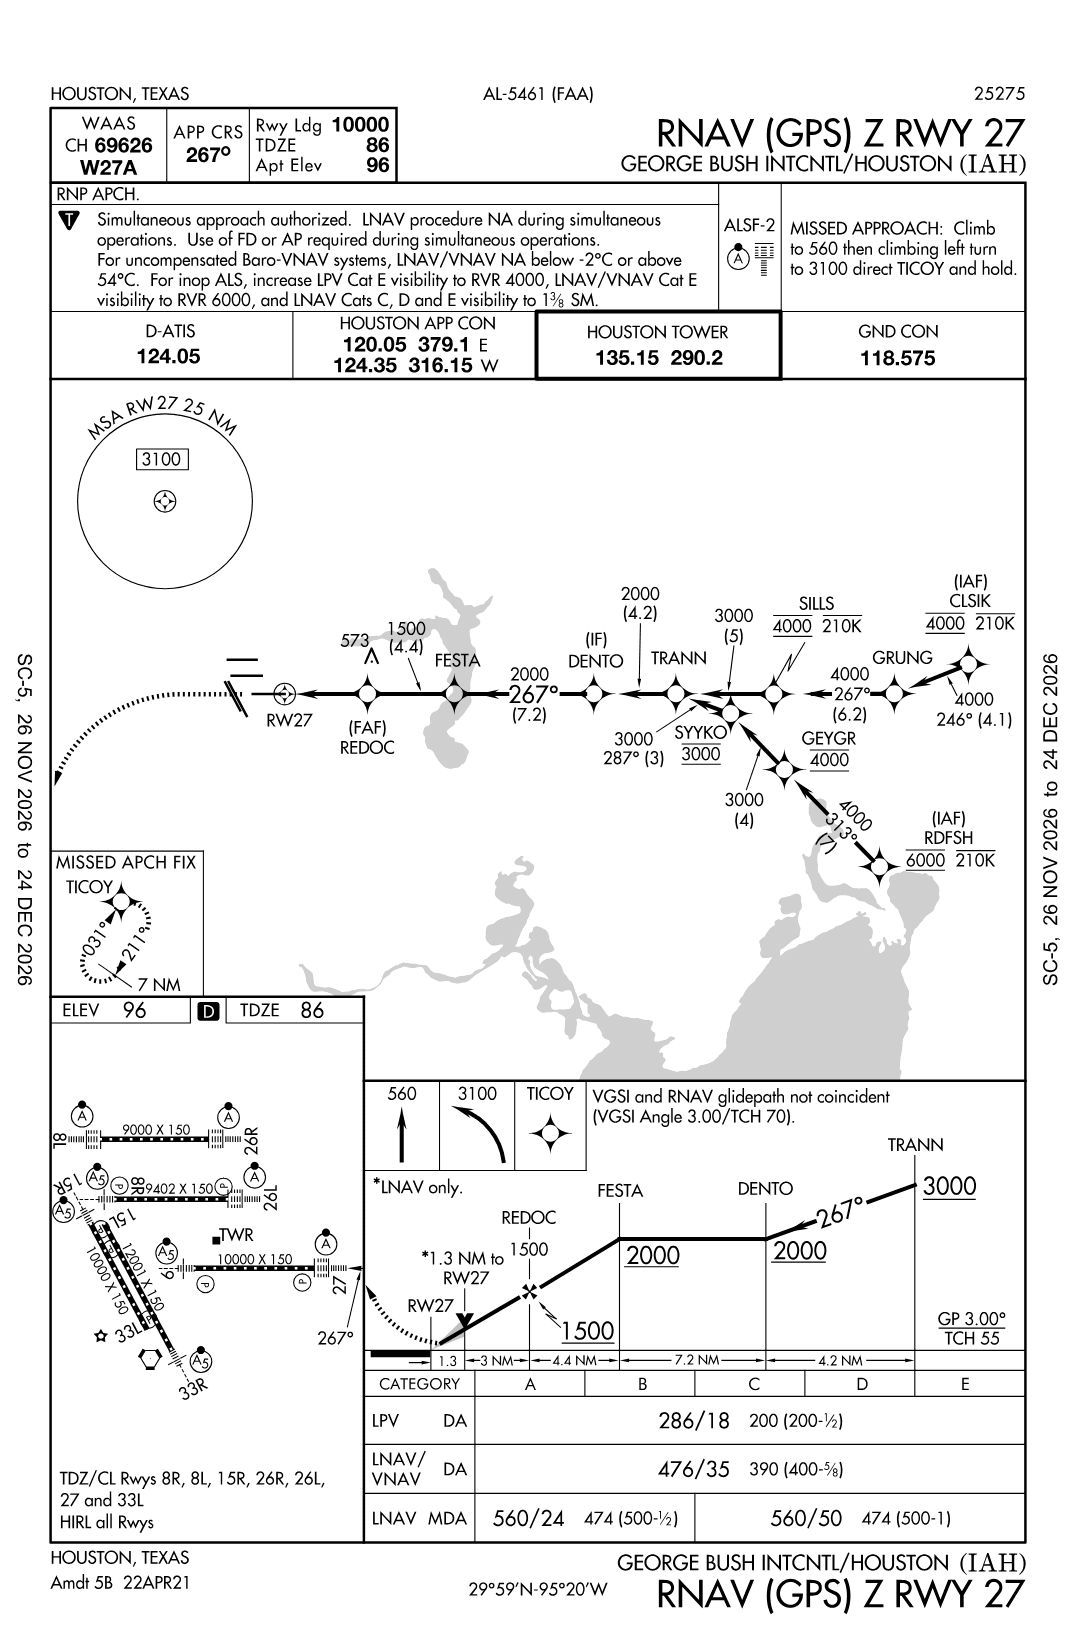 HOUSTON, TEXAS
AL-5461 (FAA)
25275
WAAS
CH 69626
W27A
APP CRS
267°
Rwy Ldg 10000
TDZE 86
Apt Elev 96
RNAV (GPS) Z RWY 27
GEORGE BUSH INTCNTL/HOUSTON (IAH)
RNP APCH.
T
Simultaneous approach authorized. LNAV procedure NA during simultaneous
operations. Use of FD or AP required during simultaneous operations.
For uncompensated Baro-VNAV systems, LNAV/VNAV NA below -2°C or above
54°C. For inop ALS, increase LPV Cat E visibility to RVR 4000, LNAV/VNAV Cat E
visibility to RVR 6000, and LNAV Cats C, D and E visibility to 1⅜ SM.
ALSF-2
A
MISSED APPROACH: Climb
to 560 then climbing left turn
to 3100 direct TICOY and hold.
D-ATIS
124.05
HOUSTON APP CON
120.05 379.1 E
124.35 316.15 W
HOUSTON TOWER
135.15 290.2
GND CON
118.575
MSA RW27 25 NM
3100
(IAF)
CLSIK
4000 210K
SILLS
4000 210K
2000
(4.2)
3000
(5)
573
1500
(4.4)
FESTA
(IF)
DENTO
TRANN
GRUNG
2000
267°
(7.2)
4000
267°
(6.2)
4000
246° (4.1)
RW27
(FAF)
REDOC
3000
287° (3)
SYYKO
3000
GEYGR
4000
3000
(4)
4000
313°
(7)
(IAF)
RDFSH
6000 210K
MISSED APCH FIX
TICOY
031°
211°
7 NM
SC-5, 26 NOV 2026 to 24 DEC 2026
SC-5, 26 NOV 2026 to 24 DEC 2026
ELEV 96
D
TDZE 86
A
A
8L
9000 X 150
26R
15R
A5
A5
P
8R
9402 X 150
P
A
26L
15L
TWR
A5
9
10000 X 150
P
P
A
27
10000 X 150
12001 X 150
P
P
33L
A5
33R
267°
TDZ/CL Rwys 8R, 8L, 15R, 26R, 26L,
27 and 33L
HIRL all Rwys
560
3100
TICOY
VGSI and RNAV glidepath not coincident
(VGSI Angle 3.00/TCH 70).
*LNAV only.
TRANN
3000
FESTA
DENTO
267°
REDOC
1500
2000
2000
*1.3 NM to
RW27
RW27
1500
GP 3.00°
TCH 55
1.3
3 NM
4.4 NM
7.2 NM
4.2 NM
CATEGORY A B C D E
LPV DA 286/18 200 (200-½)
LNAV/
VNAV DA 476/35 390 (400-⅝)
LNAV MDA 560/24 474 (500-½) 560/50 474 (500-1)
HOUSTON, TEXAS
Amdt 5B 22APR21
29°59'N-95°20'W
GEORGE BUSH INTCNTL/HOUSTON (IAH)
RNAV (GPS) Z RWY 27